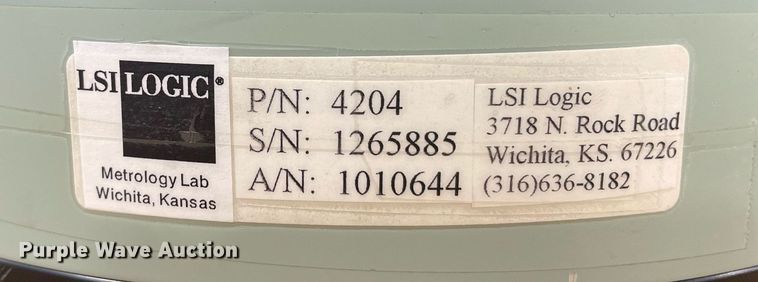 LSI LOGIC®
Metrology Lab
Wichita, Kansas
P/N: 4204
S/N: 1265885
A/N: 1010644
LSI Logic
3718 N. Rock Road
Wichita, KS. 67226
(316)636-8182
Purple Wave Auction